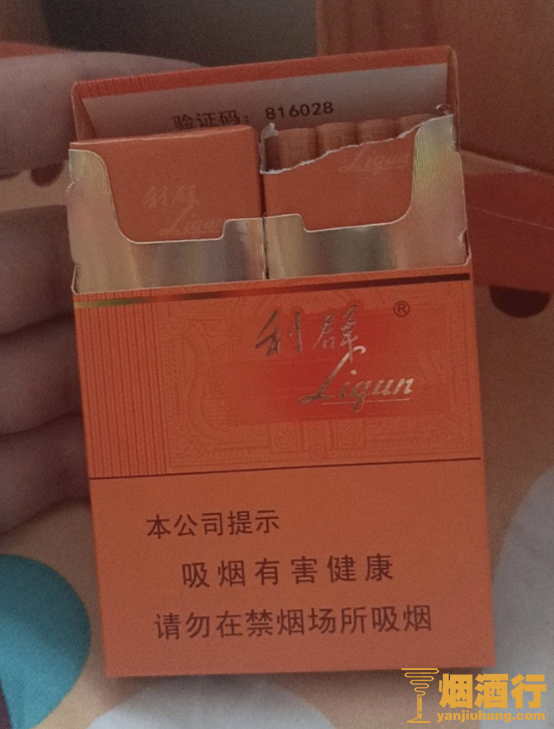 验证码: 816028
利群
Liqun
Liqun
利群®
Liqun
本公司提示
吸烟有害健康
请勿在禁烟场所吸烟
烟酒行
yanjiuhang.com